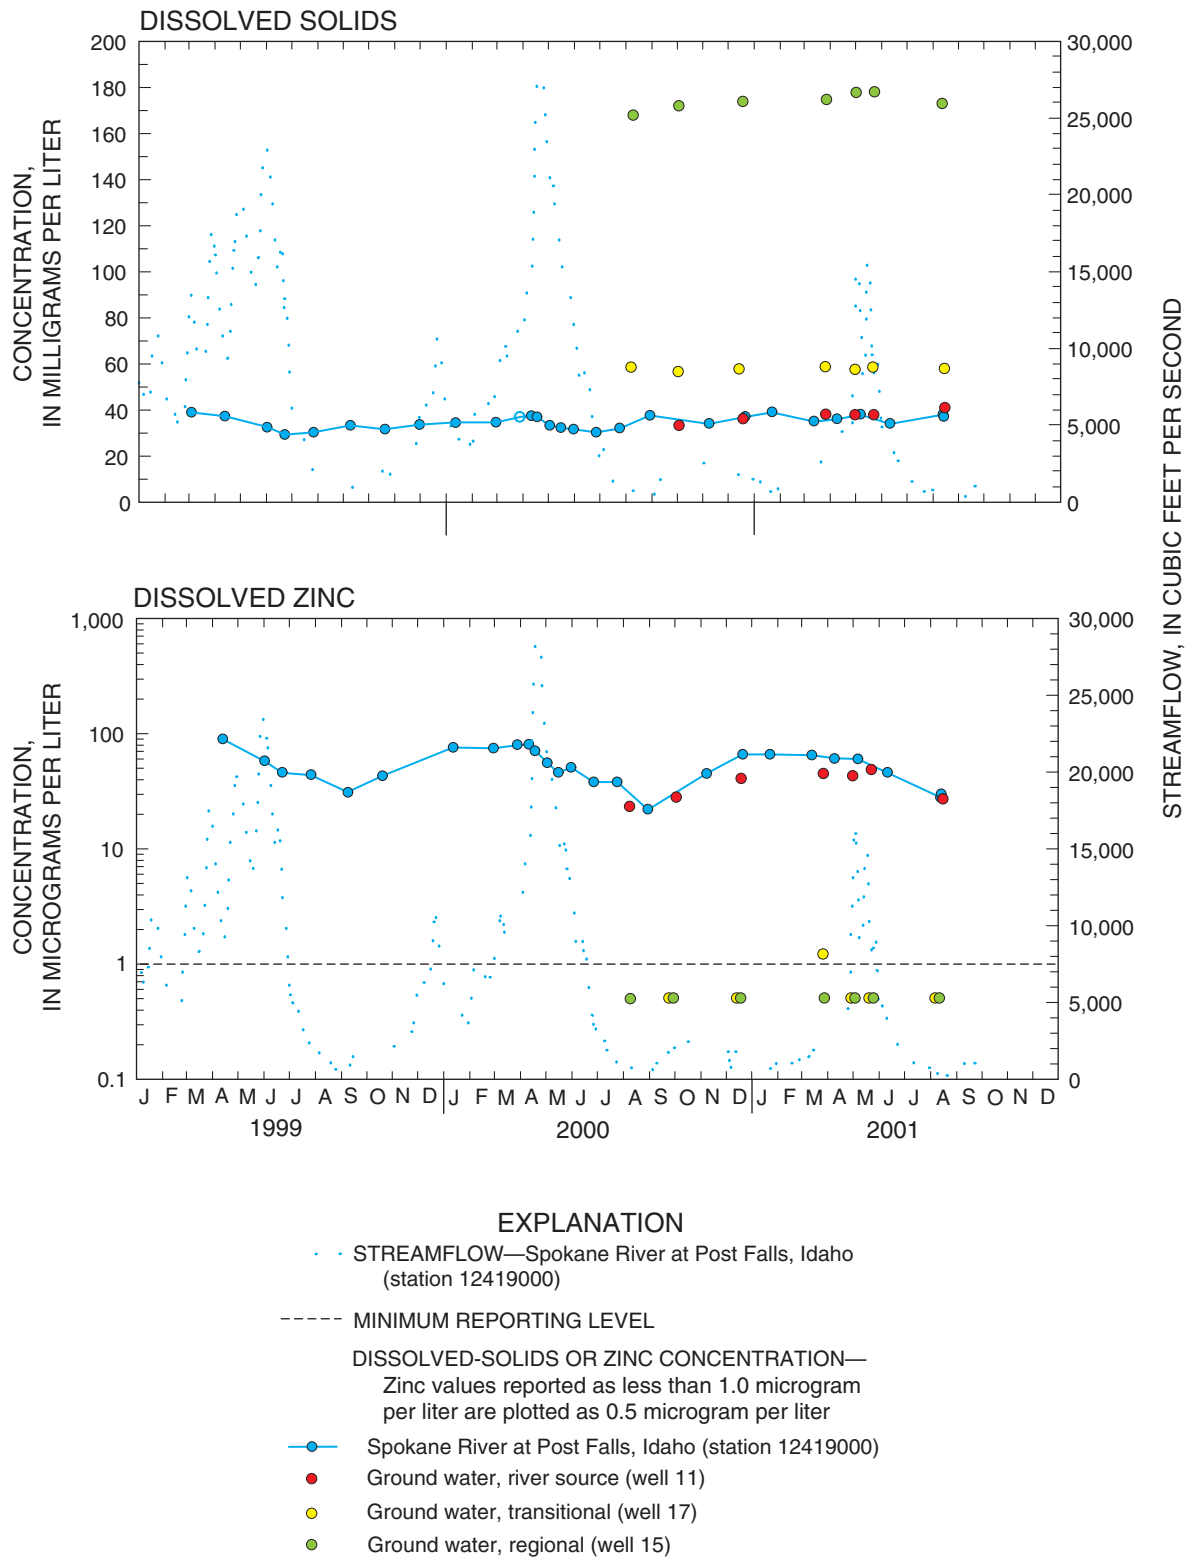 DISSOLVED SOLIDS
200
180
160
140
120
100
80
60
40
20
0
CONCENTRATION,
IN MILLIGRAMS PER LITER
30,000
25,000
20,000
15,000
10,000
5,000
0
STREAMFLOW, IN CUBIC FEET PER SECOND
DISSOLVED ZINC
1,000
100
10
1
0.1
CONCENTRATION,
IN MICROGRAMS PER LITER
30,000
25,000
20,000
15,000
10,000
5,000
0
J F M A M J J A S O N D J F M A M J J A S O N D J F M A M J J A S O N D
1999 2000 2001
EXPLANATION
STREAMFLOW—Spokane River at Post Falls, Idaho
(station 12419000)
MINIMUM REPORTING LEVEL
DISSOLVED-SOLIDS OR ZINC CONCENTRATION—
Zinc values reported as less than 1.0 microgram
per liter are plotted as 0.5 microgram per liter
Spokane River at Post Falls, Idaho (station 12419000)
Ground water, river source (well 11)
Ground water, transitional (well 17)
Ground water, regional (well 15)